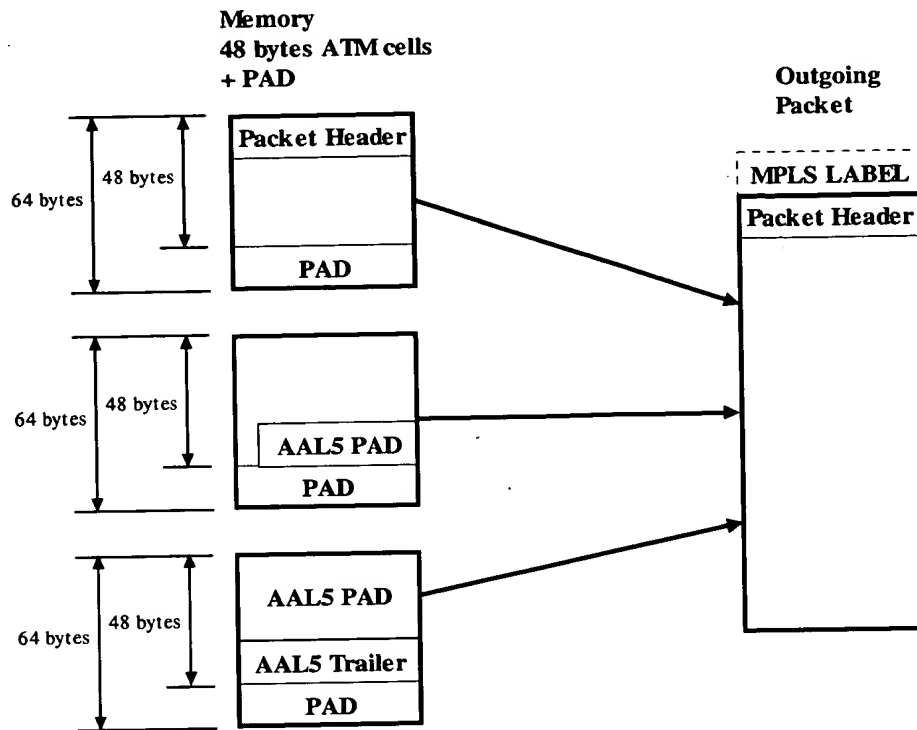 Memory
48 bytes ATM cells
+ PAD
Outgoing
Packet
MPLS LABEL
Packet Header
64 bytes
48 bytes
Packet Header
PAD
64 bytes
48 bytes
AAL5 PAD
PAD
64 bytes
48 bytes
AAL5 PAD
AAL5 Trailer
PAD